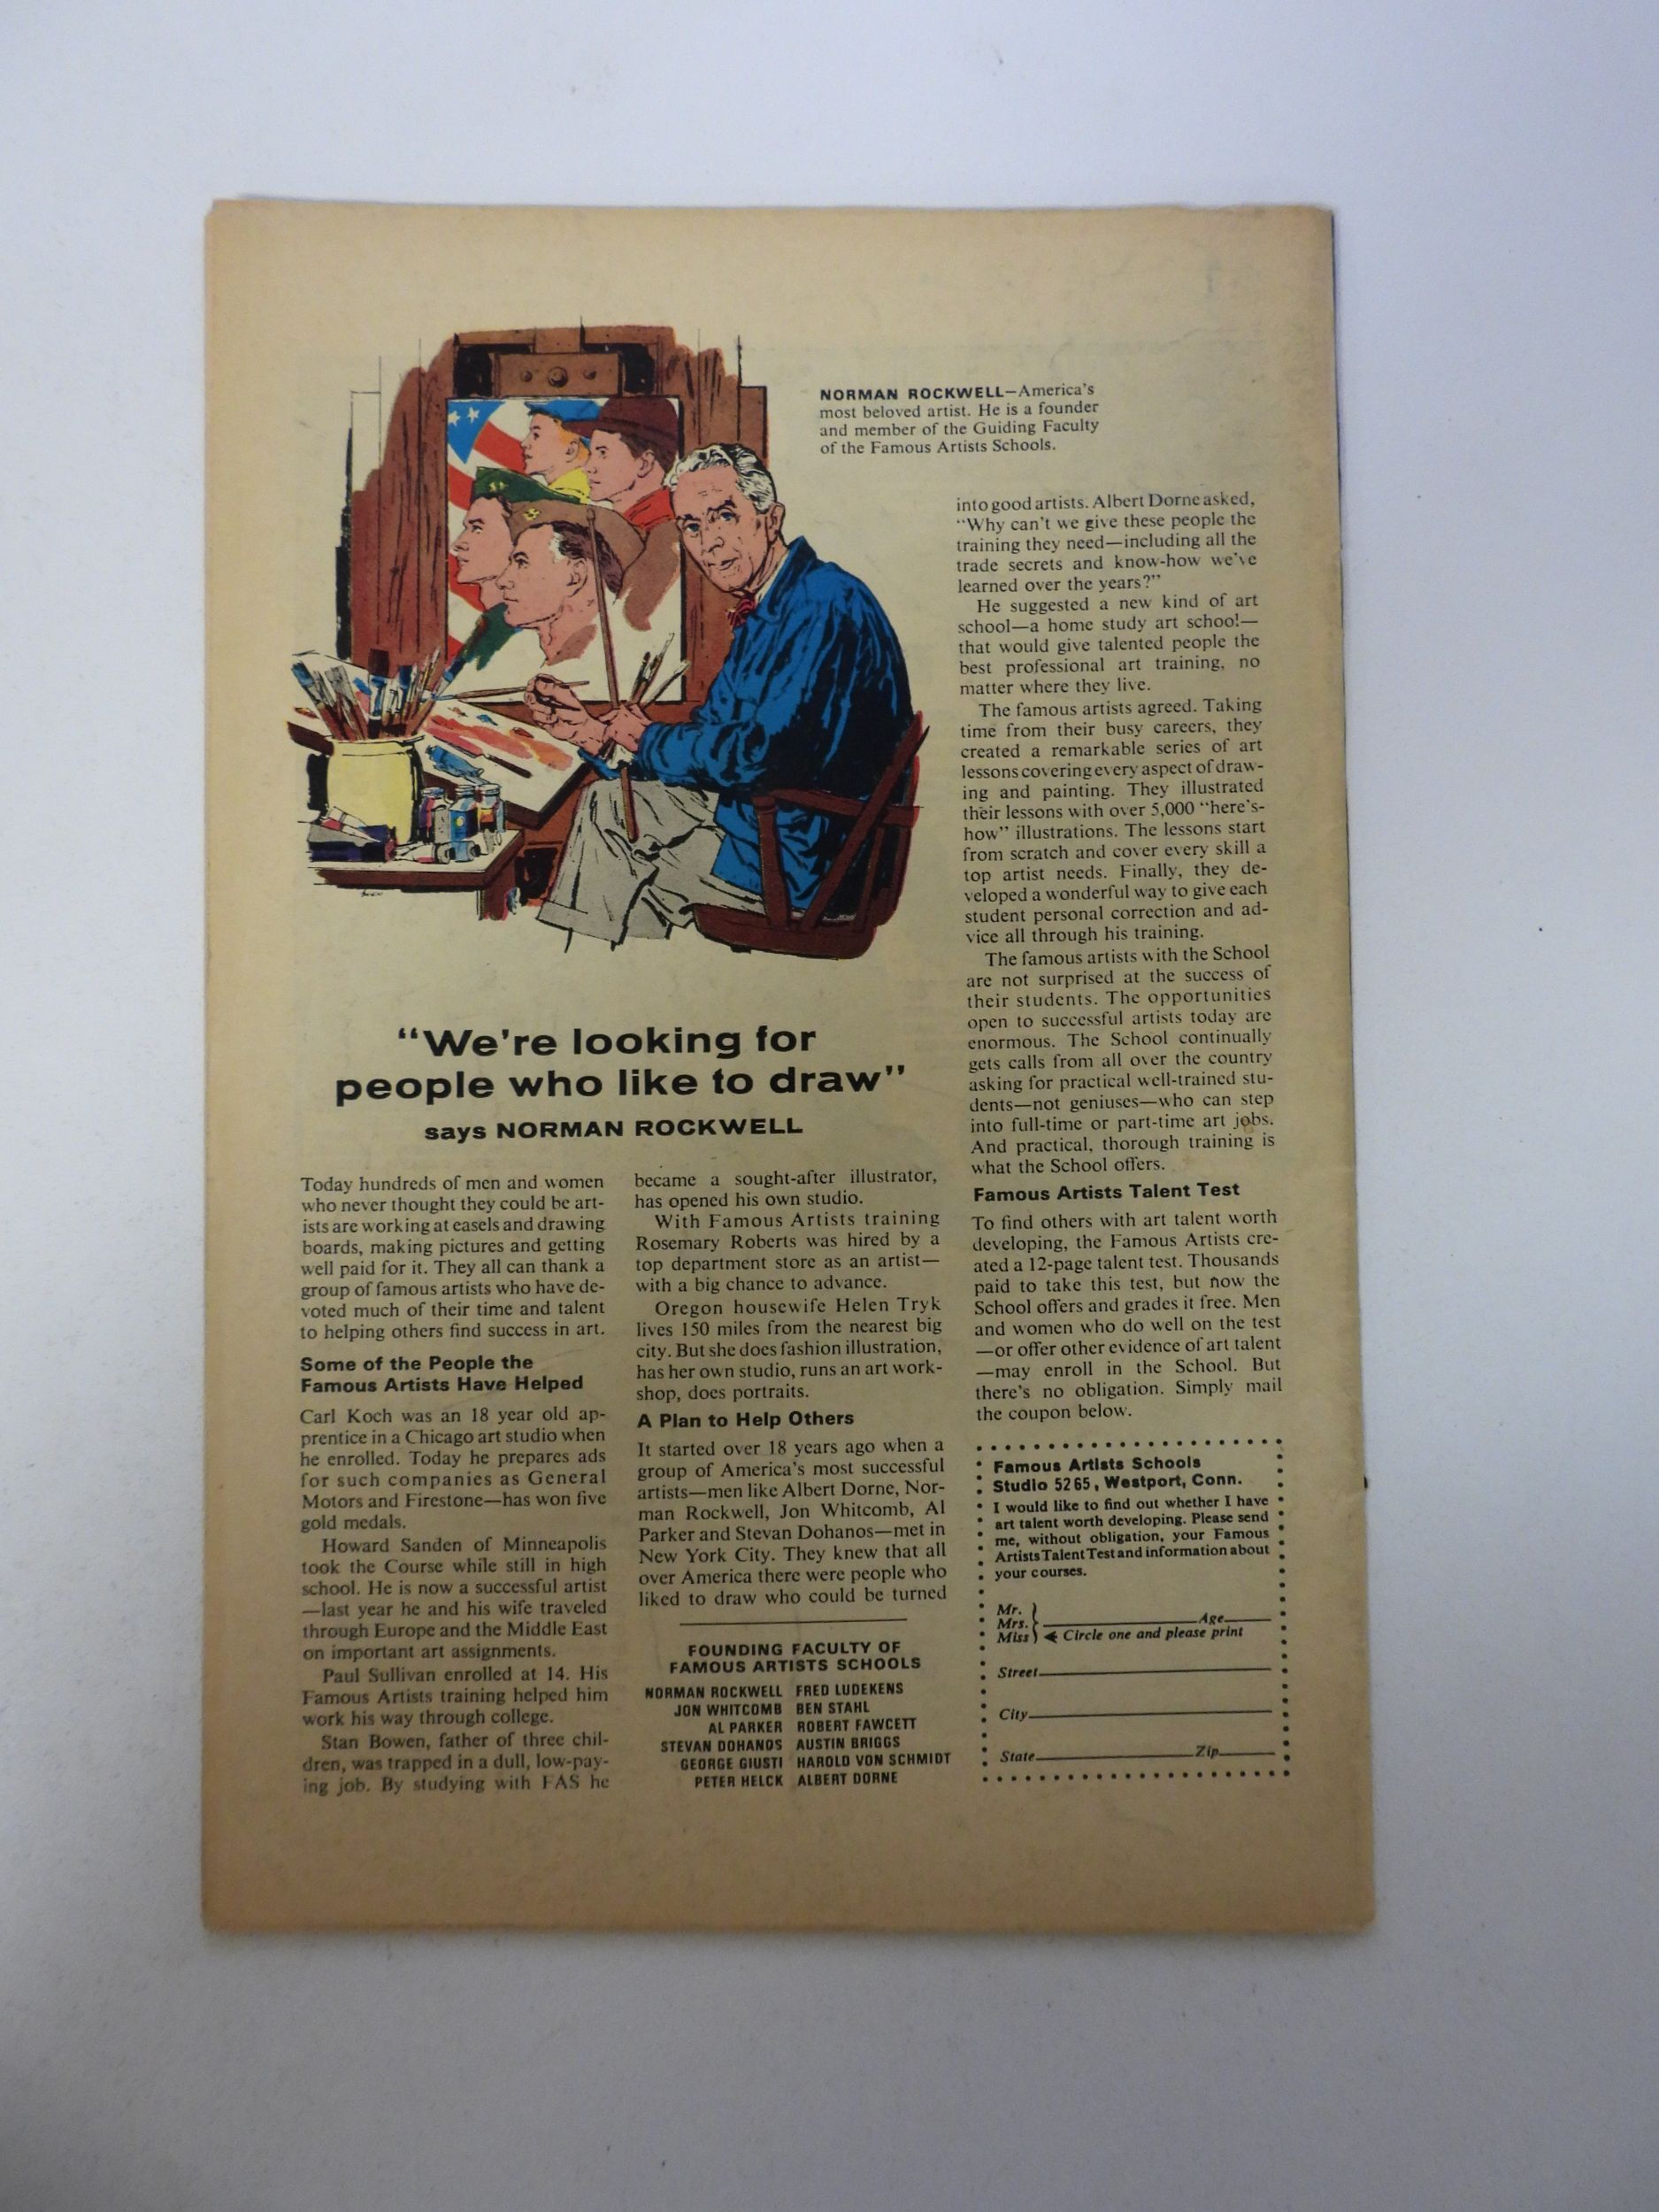 NORMAN ROCKWELL—America's
most beloved artist. He is a founder
and member of the Guiding Faculty
of the Famous Artists Schools.
"We're looking for
people who like to draw"
says NORMAN ROCKWELL
Today hundreds of men and women
who never thought they could be art-
ists are working at easels and drawing
boards, making pictures and getting
well paid for it. They all can thank a
group of famous artists who have de-
voted much of their time and talent
to helping others find success in art.
Some of the People the
Famous Artists Have Helped
Carl Koch was an 18 year old ap-
prentice in a Chicago art studio when
he enrolled. Today he prepares ads
for such companies as General
Motors and Firestone—has won five
gold medals.
Howard Sanden of Minneapolis
took the Course while still in high
school. He is now a successful artist
—last year he and his wife traveled
through Europe and the Middle East
on important art assignments.
Paul Sullivan enrolled at 14. His
Famous Artists training helped him
work his way through college.
Stan Bowen, father of three chil-
dren, was trapped in a dull, low-pay-
ing job. By studying with FAS he
became a sought-after illustrator,
has opened his own studio.
With Famous Artists training
Rosemary Roberts was hired by a
top department store as an artist—
with a big chance to advance.
Oregon housewife Helen Tryk
lives 150 miles from the nearest big
city. But she does fashion illustration,
has her own studio, runs an art work-
shop, does portraits.
A Plan to Help Others
It started over 18 years ago when a
group of America's most successful
artists—men like Albert Dorne, Nor-
man Rockwell, Jon Whitcomb, Al
Parker and Stevan Dohanos—met in
New York City. They knew that all
over America there were people who
liked to draw who could be turned
into good artists. Albert Dorne asked,
"Why can't we give these people the
training they need—including all the
trade secrets and know-how we've
learned over the years?"
He suggested a new kind of art
school—a home study art school—
that would give talented people the
best professional art training, no
matter where they live.
The famous artists agreed. Taking
time from their busy careers, they
created a remarkable series of art
lessons covering every aspect of draw-
ing and painting. They illustrated
their lessons with over 5,000 "here's-
how" illustrations. The lessons start
from scratch and cover every skill a
top artist needs. Finally, they de-
veloped a wonderful way to give each
student personal correction and ad-
vice all through his training.
The famous artists with the School
are not surprised at the success of
their students. The opportunities
open to successful artists today are
enormous. The School continually
gets calls from all over the country
asking for practical well-trained stu-
dents—not geniuses—who can step
into full-time or part-time art jobs.
And practical, thorough training is
what the School offers.
Famous Artists Talent Test
To find others with art talent worth
developing, the Famous Artists cre-
ated a 12-page talent test. Thousands
paid to take this test, but now the
School offers and grades it free. Men
and women who do well on the test
—or offer other evidence of art talent
—may enroll in the School. But
there's no obligation. Simply mail
the coupon below.
FOUNDING FACULTY OF
FAMOUS ARTISTS SCHOOLS
NORMAN ROCKWELL FRED LUDEKENS
JON WHITCOMB BEN STAHL
AL PARKER ROBERT FAWCETT
STEVAN DOHANOS AUSTIN BRIGGS
GEORGE GIUSTI HAROLD VON SCHMIDT
PETER HELCK ALBERT DORNE
Famous Artists Schools
Studio 5265, Westport, Conn.
I would like to find out whether I have
art talent worth developing. Please send
me, without obligation, your Famous
Artists Talent Test and information about
your courses.
Mr.
Mrs. Age
Miss Circle one and please print
Street
City
State Zip